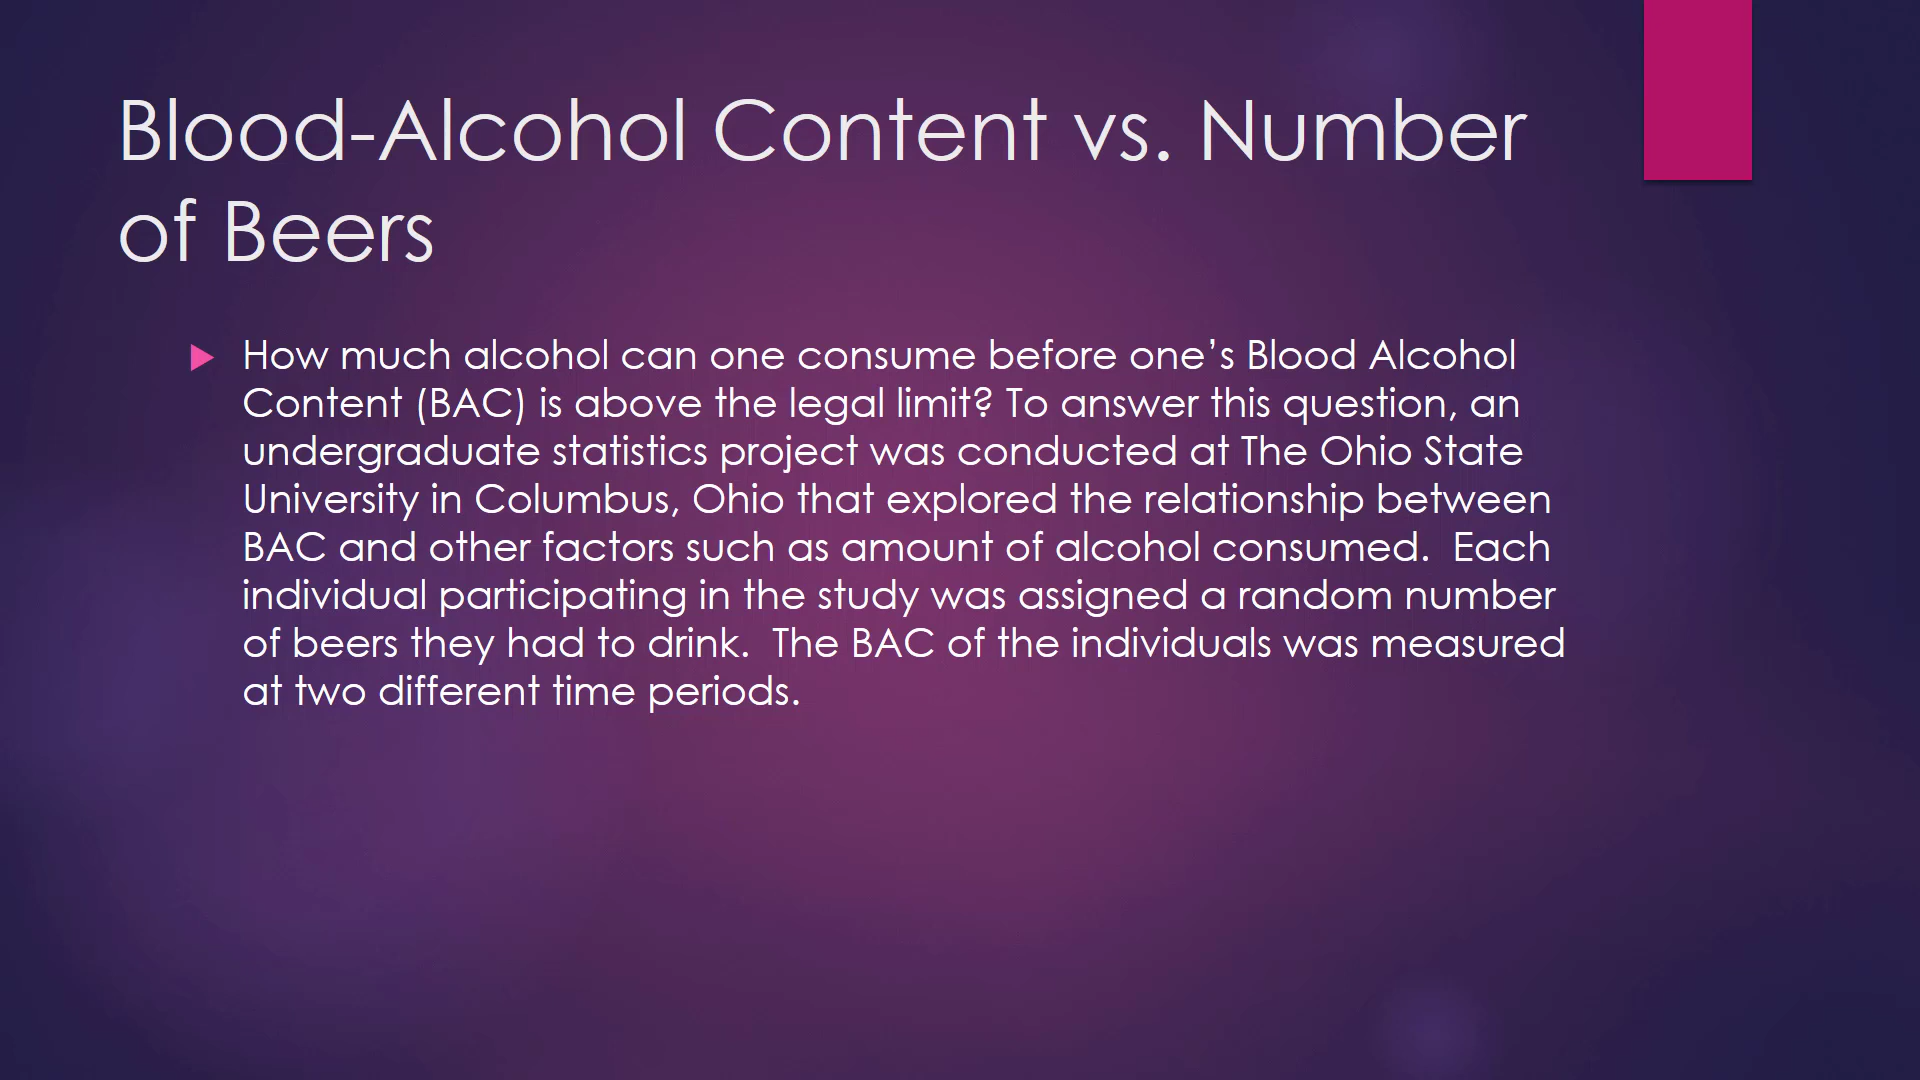 Blood-Alcohol Content vs. Number
of Beers
How much alcohol can one consume before one’s Blood Alcohol
Content (BAC) is above the legal limit? To answer this question, an
undergraduate statistics project was conducted at The Ohio State
University in Columbus, Ohio that explored the relationship between
BAC and other factors such as amount of alcohol consumed.  Each
individual participating in the study was assigned a random number
of beers they had to drink.  The BAC of the individuals was measured
at two different time periods.